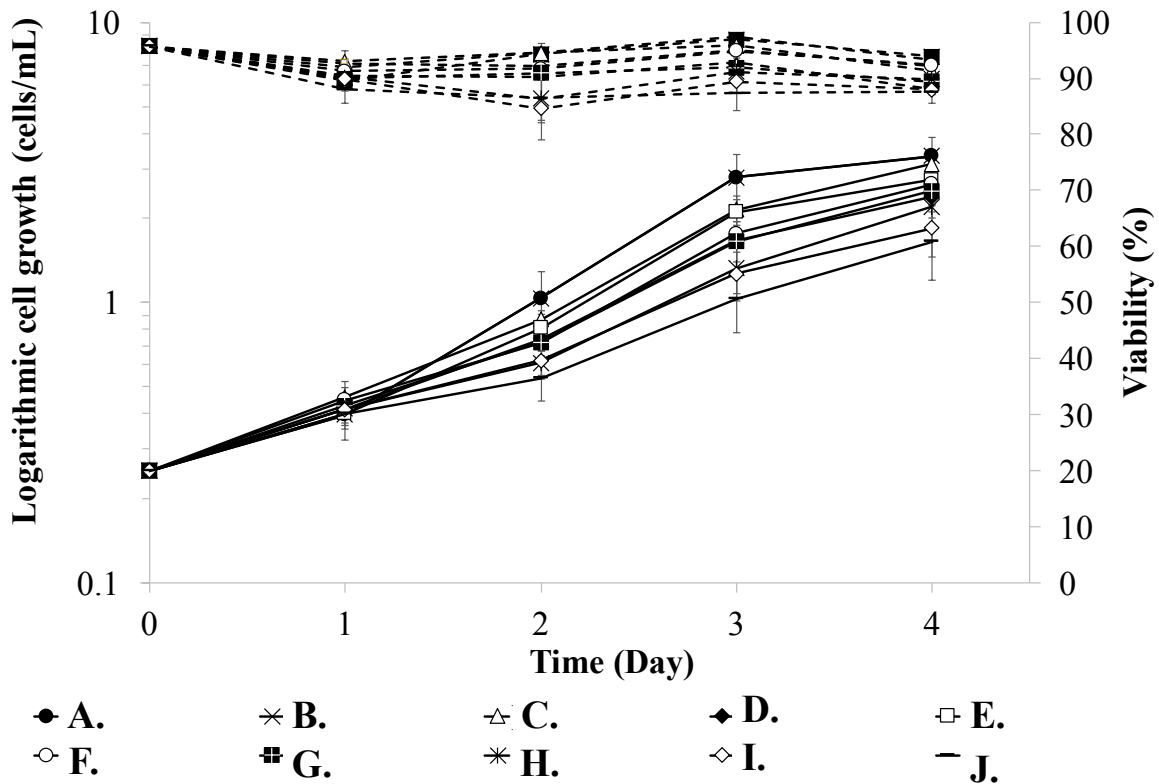 Logarithmic cell growth (cells/mL)
10
1
0.1
100
90
80
70
60
50
40
30
20
10
0
Viability (%)
0 1 2 3 4
Time (Day)
A. B. C. D. E.
F. G. H. I. J.